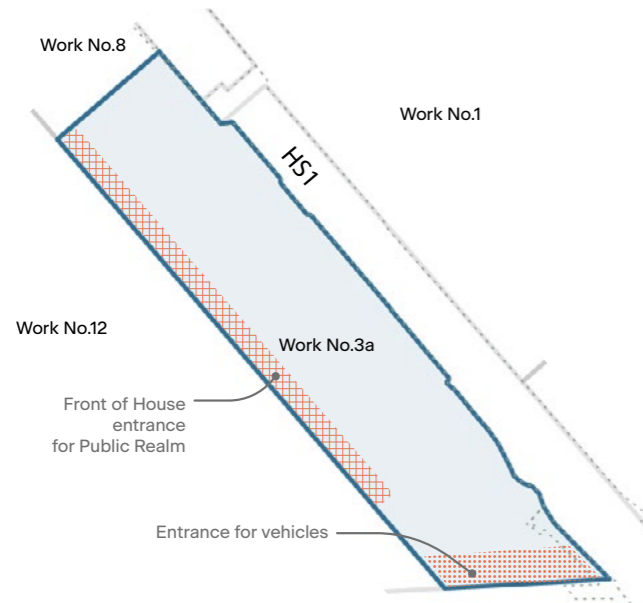 Work No.8
Work No.1
HS1
Work No.12
Work No.3a
Front of House
entrance
for Public Realm
Entrance for vehicles